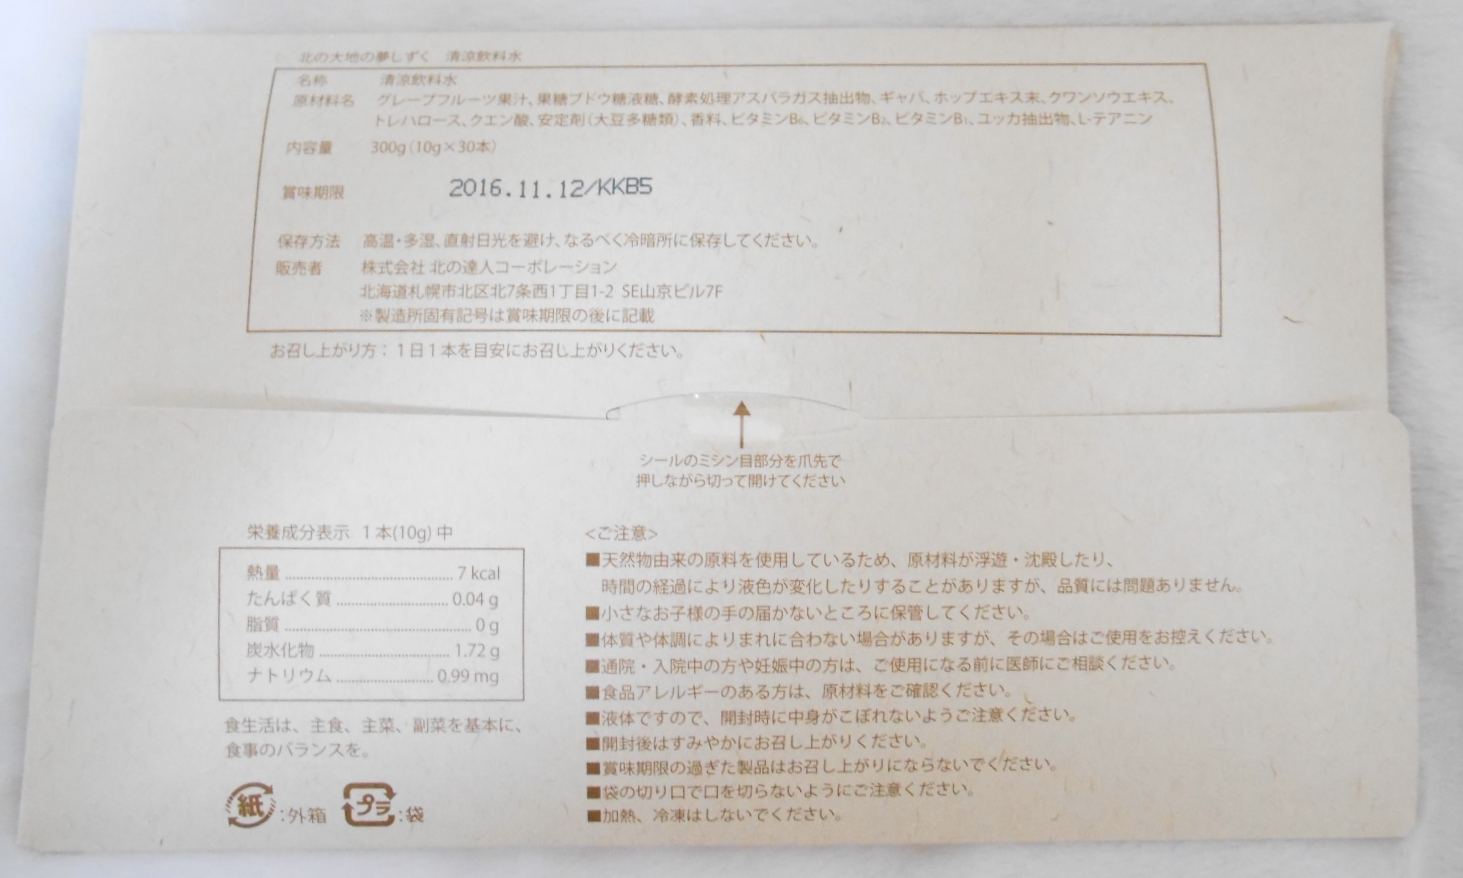 北の大地の夢しずく　清涼飲料水
名称　清涼飲料水
原材料名　グレープフルーツ果汁、果糖ブドウ糖液糖、酵素処理アスパラガス抽出物、ギャバ、ホップエキス末、クワンソウエキス、
トレハロース、クエン酸、安定剤（大豆多糖類）、香料、ビタミンB₆、ビタミンB₂、ビタミンB₁、ユッカ抽出物、L-テアニン
内容量　300g（10g×30本）
賞味期限　2016.11.12/KKB5
保存方法　高温・多湿、直射日光を避け、なるべく冷暗所に保存してください。
販売者　株式会社 北の達人コーポレーション
北海道札幌市北区北7条西1丁目1-2 SE山京ビル7F
※製造所固有記号は賞味期限の後に記載
お召し上がり方：1日1本を目安にお召し上がりください。
シールのミシン目部分を爪先で
押しながら切って開けてください
栄養成分表示　1本(10g)中
熱量 7 kcal
たんぱく質 0.04 g
脂質 0 g
炭水化物 1.72 g
ナトリウム 0.99 mg
食生活は、主食、主菜、副菜を基本に、
食事のバランスを。
紙:外箱　プラ:袋
<ご注意>
■天然物由来の原料を使用しているため、原材料が浮遊・沈殿したり、
時間の経過により液色が変化したりすることがありますが、品質には問題ありません。
■小さなお子様の手の届かないところに保管してください。
■体質や体調によりまれに合わない場合がありますが、その場合はご使用をお控えください。
■通院・入院中の方や妊娠中の方は、ご使用になる前に医師にご相談ください。
■食品アレルギーのある方は、原材料をご確認ください。
■液体ですので、開封時に中身がこぼれないようご注意ください。
■開封後はすみやかにお召し上がりください。
■賞味期限の過ぎた製品はお召し上がりにならないでください。
■袋の切り口で口を切らないようにご注意ください。
■加熱、冷凍はしないでください。